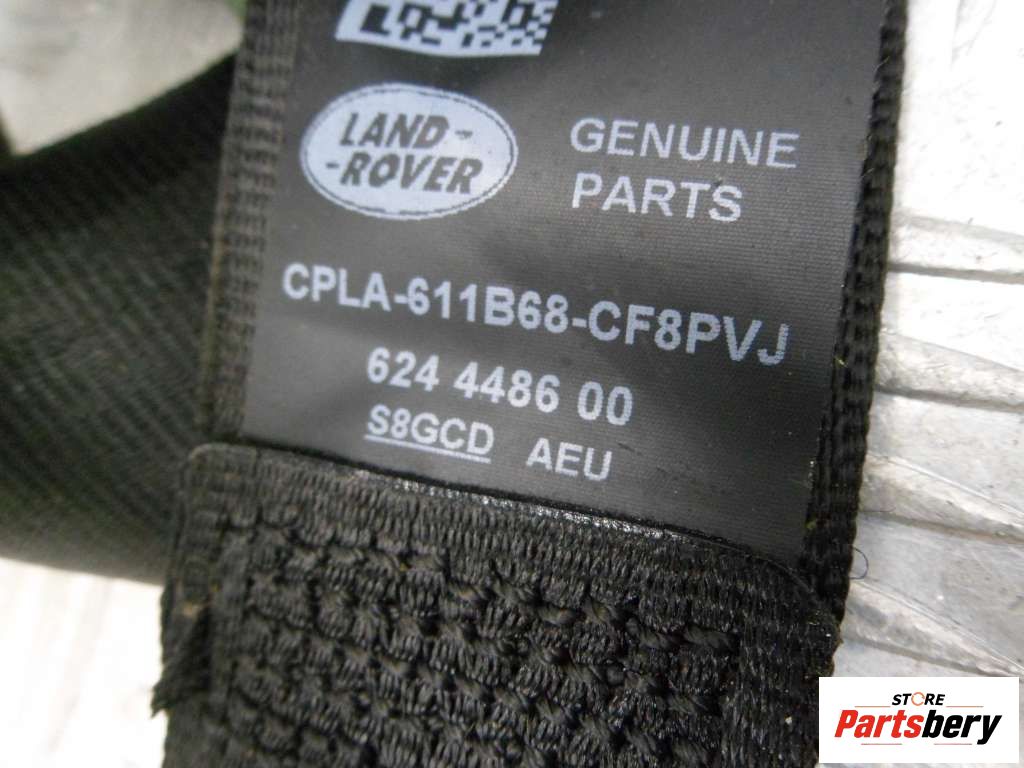 LAND-
-ROVER
GENUINE
PARTS
CPLA-611B68-CF8PVJ
624 4486 00
S8GCD AEU
STORE
Partsbery